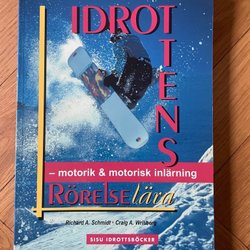 IDROTTENS
– motorik & motorisk inlärning
RÖRELSElära
Richard A. Schmidt • Craig A. Wrisberg
SISU IDROTTSBÖCKER